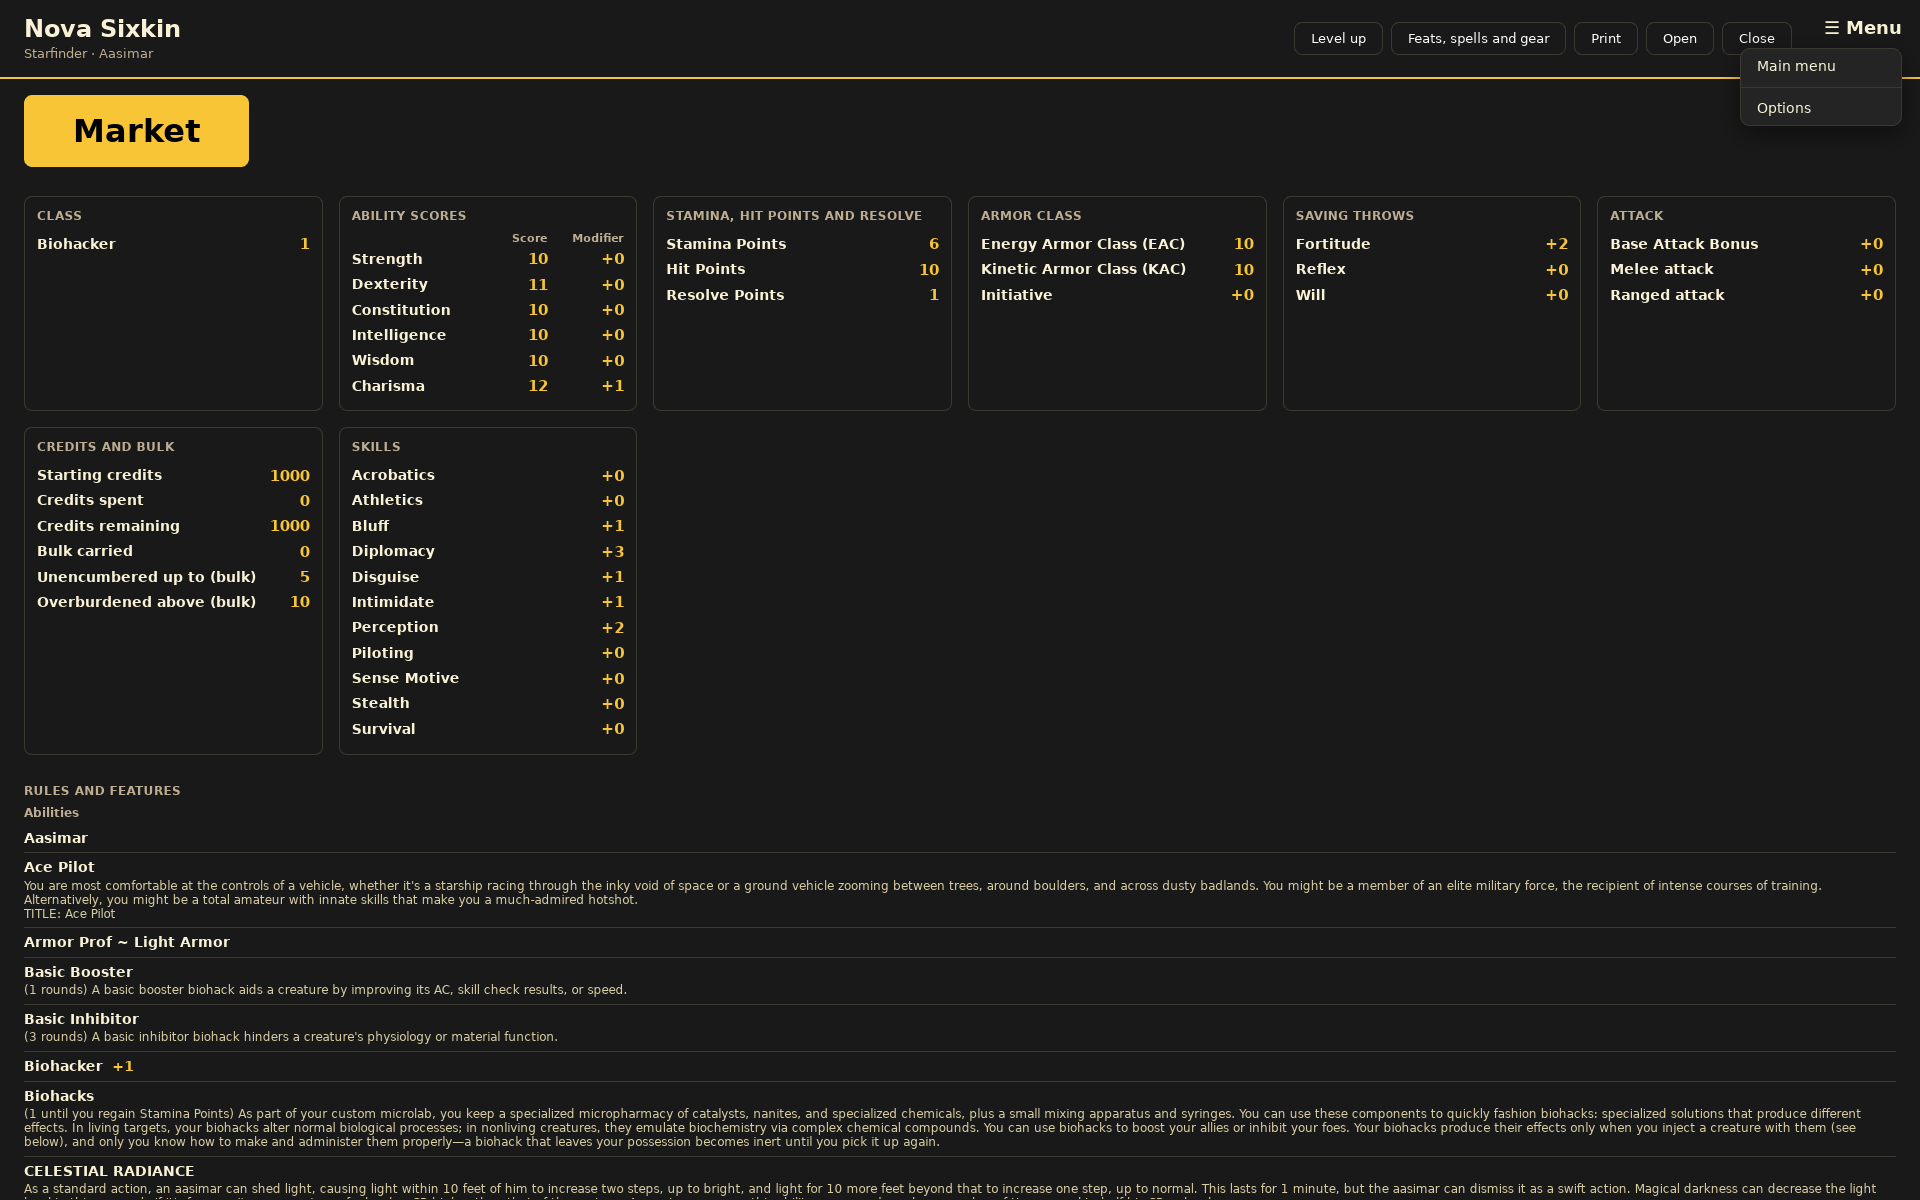 Nova Sixkin
Starfinder · Aasimar
Level up
Feats, spells and gear
Print
Open
Close
☰ Menu
Main menu
Options
Market
CLASS
Biohacker 1
ABILITY SCORES
Score Modifier
Strength 10 +0
Dexterity 11 +0
Constitution 10 +0
Intelligence 10 +0
Wisdom 10 +0
Charisma 12 +1
STAMINA, HIT POINTS AND RESOLVE
Stamina Points 6
Hit Points 10
Resolve Points 1
ARMOR CLASS
Energy Armor Class (EAC) 10
Kinetic Armor Class (KAC) 10
Initiative +0
SAVING THROWS
Fortitude +2
Reflex +0
Will +0
ATTACK
Base Attack Bonus +0
Melee attack +0
Ranged attack +0
CREDITS AND BULK
Starting credits 1000
Credits spent 0
Credits remaining 1000
Bulk carried 0
Unencumbered up to (bulk) 5
Overburdened above (bulk) 10
SKILLS
Acrobatics +0
Athletics +0
Bluff +1
Diplomacy +3
Disguise +1
Intimidate +1
Perception +2
Piloting +0
Sense Motive +0
Stealth +0
Survival +0
RULES AND FEATURES
Abilities
Aasimar
Ace Pilot
You are most comfortable at the controls of a vehicle, whether it's a starship racing through the inky void of space or a ground vehicle zooming between trees, around boulders, and across dusty badlands. You might be a member of an elite military force, the recipient of intense courses of training.
Alternatively, you might be a total amateur with innate skills that make you a much-admired hotshot.
TITLE: Ace Pilot
Armor Prof ~ Light Armor
Basic Booster
(1 rounds) A basic booster biohack aids a creature by improving its AC, skill check results, or speed.
Basic Inhibitor
(3 rounds) A basic inhibitor biohack hinders a creature's physiology or material function.
Biohacker +1
Biohacks
(1 until you regain Stamina Points) As part of your custom microlab, you keep a specialized micropharmacy of catalysts, nanites, and specialized chemicals, plus a small mixing apparatus and syringes. You can use these components to quickly fashion biohacks: specialized solutions that produce different
effects. In living targets, your biohacks alter normal biological processes; in nonliving creatures, they emulate biochemistry via complex chemical compounds. You can use biohacks to boost your allies or inhibit your foes. Your biohacks produce their effects only when you inject a creature with them (see
below), and only you know how to make and administer them properly—a biohack that leaves your possession becomes inert until you pick it up again.
CELESTIAL RADIANCE
As a standard action, an aasimar can shed light, causing light within 10 feet of him to increase two steps, up to bright, and light for 10 more feet beyond that to increase one step, up to normal. This lasts for 1 minute, but the aasimar can dismiss it as a swift action. Magical darkness can decrease the light